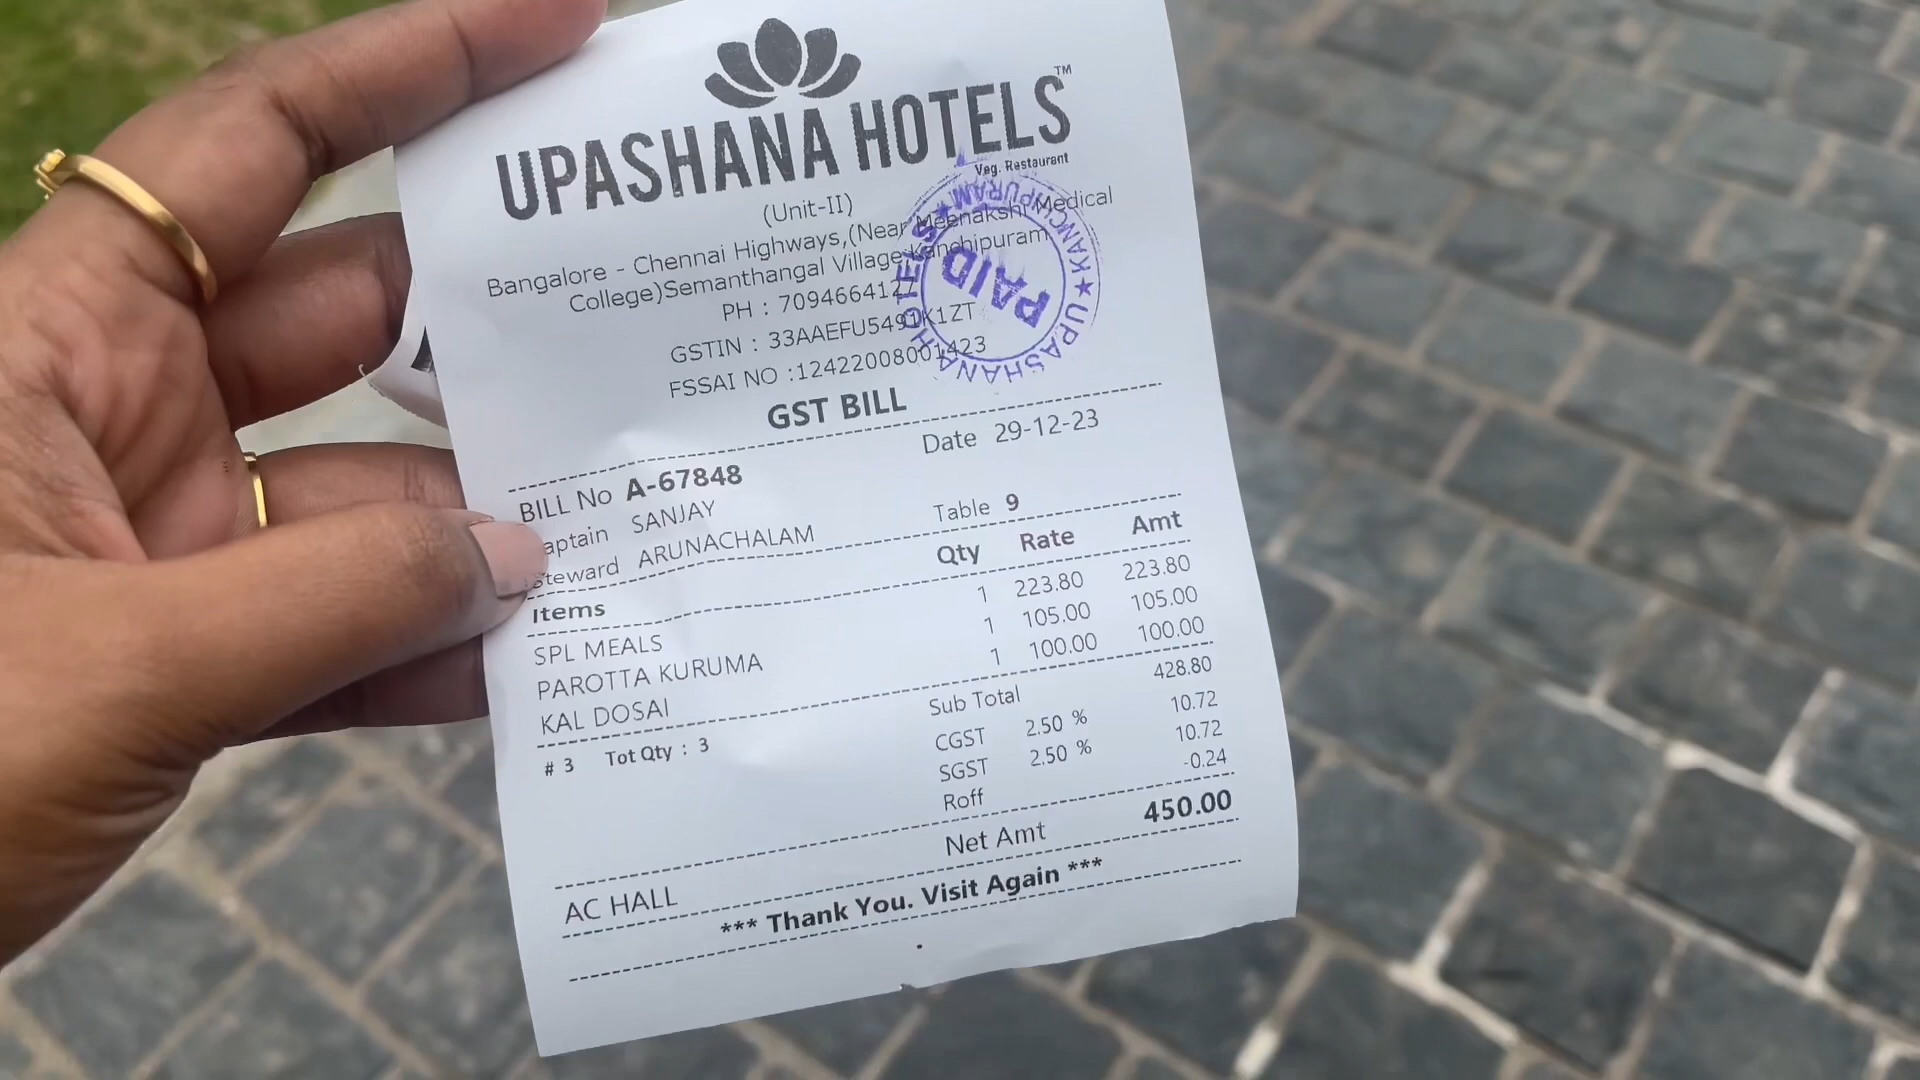 UPASHANA HOTELS™
Veg. Restaurant
(Unit-II)
Bangalore - Chennai Highways,(Near Meenakshi Medical
College)Semanthangal Village,Kanchipuram
PH : 7094664127
GSTIN : 33AAEFU5491K1ZT
FSSAI NO :12422008001423
UPASHANA HOTELS ★ KANCHIPURAM ★
PAID
GST BILL
BILL No A-67848 Date 29-12-23
aptain SANJAY
Steward ARUNACHALAM Table 9
Items Qty Rate Amt
SPL MEALS 1 223.80 223.80
PAROTTA KURUMA 1 105.00 105.00
KAL DOSAI 1 100.00 100.00
# 3 Tot Qty : 3 Sub Total 428.80
CGST 2.50 % 10.72
SGST 2.50 % 10.72
Roff -0.24
AC HALL Net Amt 450.00
*** Thank You. Visit Again ***